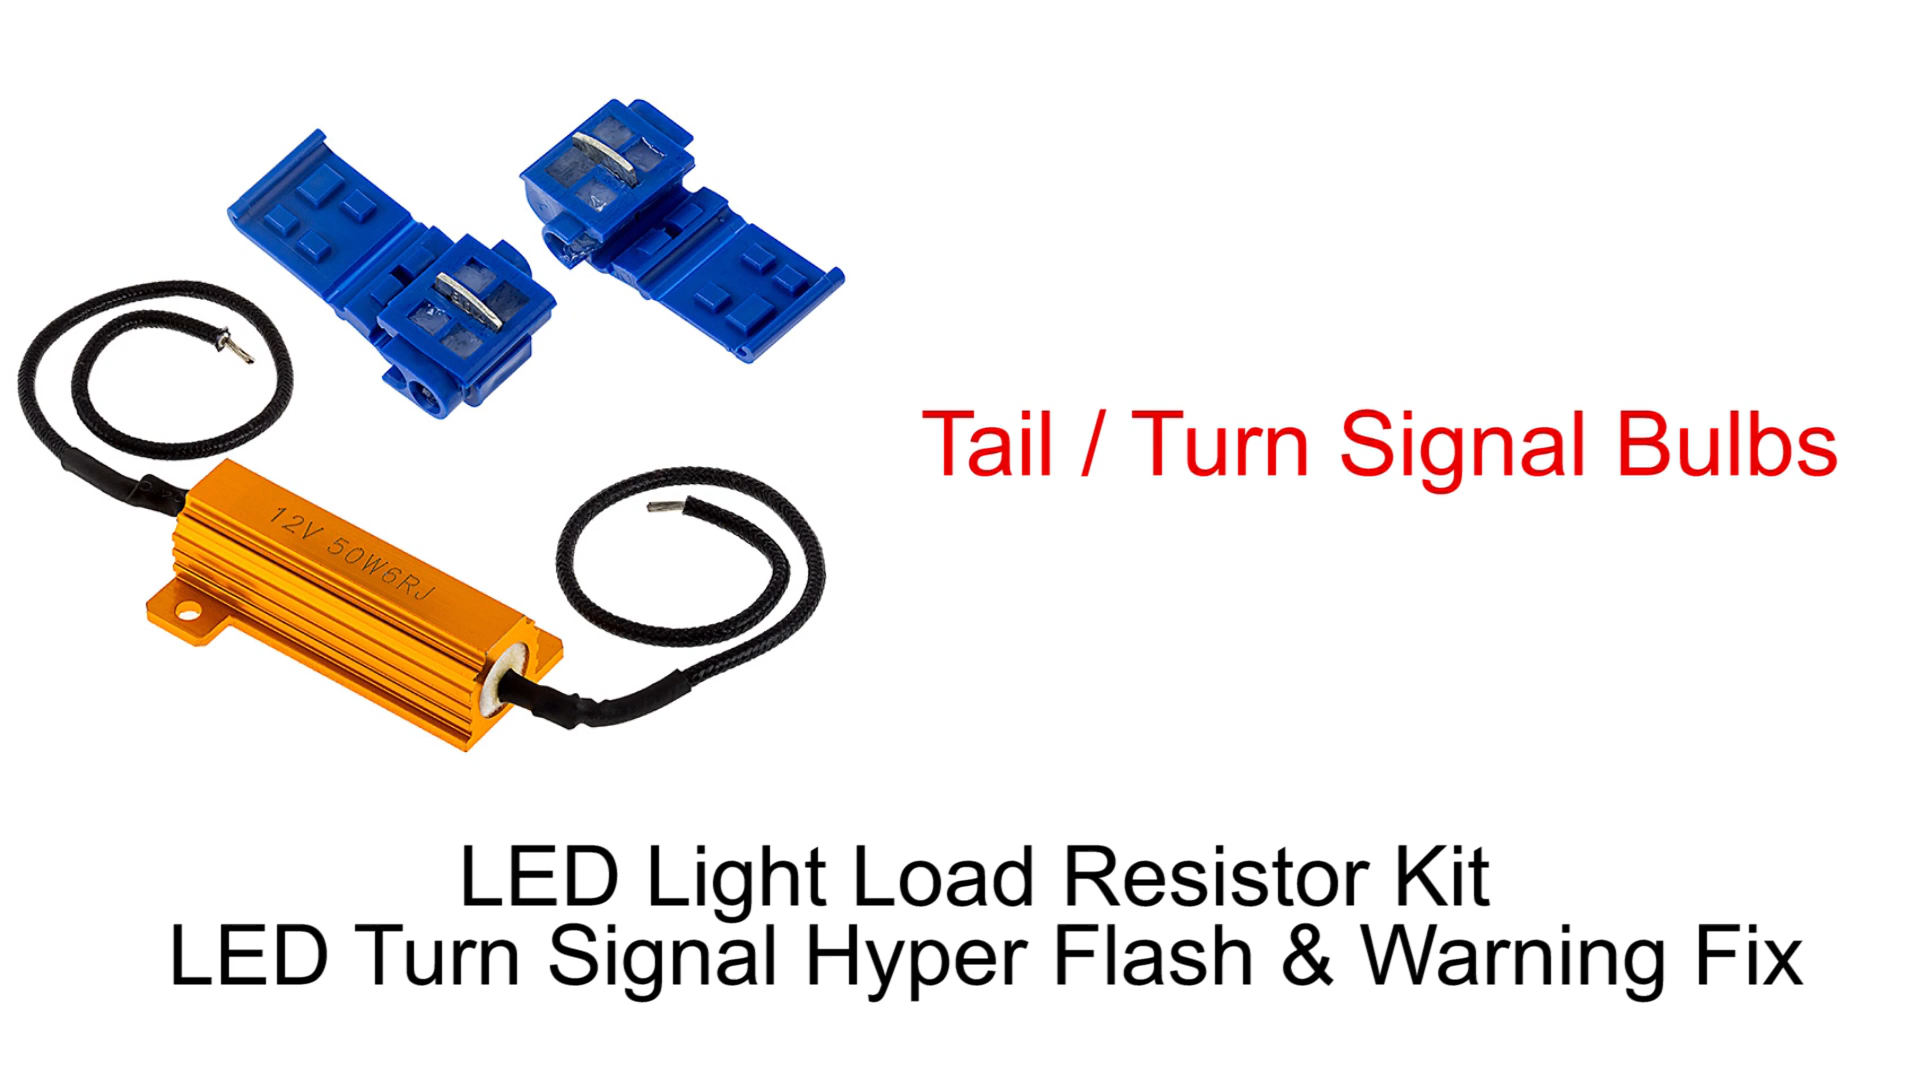 12V 50W6RJ
Tail / Turn Signal Bulbs
LED Light Load Resistor Kit
LED Turn Signal Hyper Flash & Warning Fix